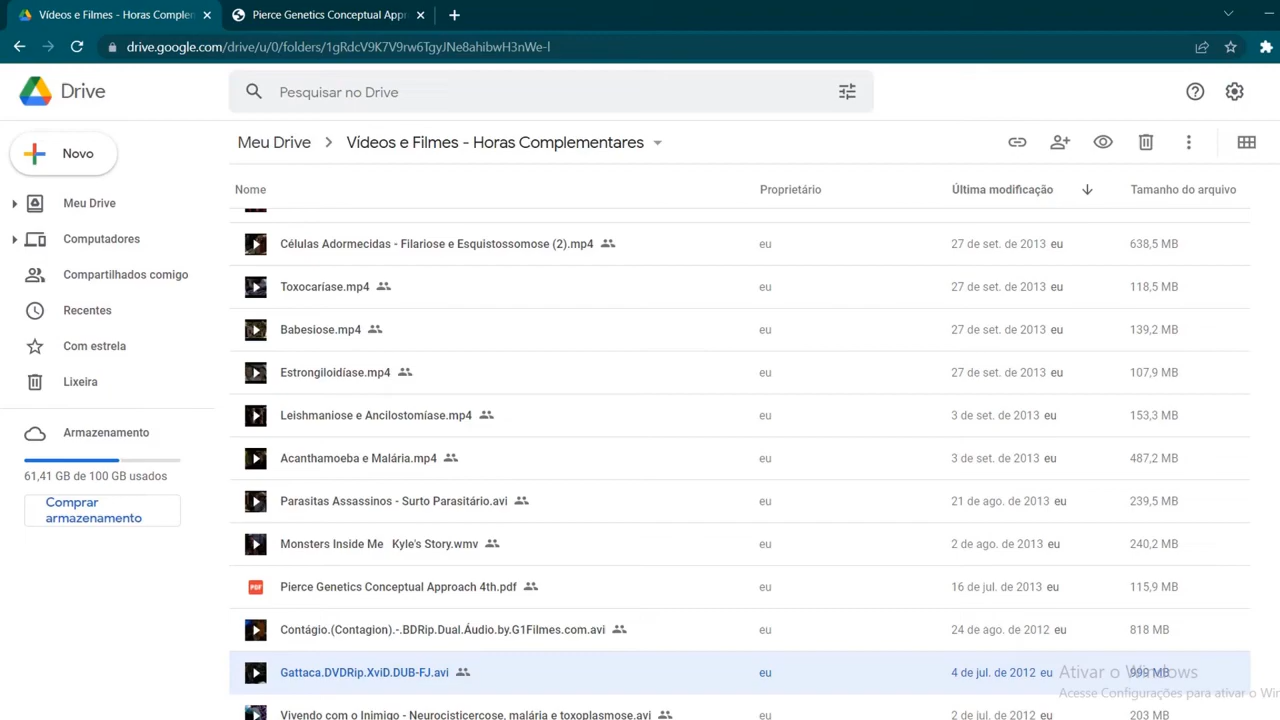 Vídeos e Filmes - Horas Complemen
Pierce Genetics Conceptual Appr
drive.google.com/drive/u/0/folders/1gRdcV9K7V9rw6TgyJNe8ahibwH3nWe-I
Drive
Pesquisar no Drive
Novo
Meu Drive
Vídeos e Filmes - Horas Complementares
Nome
Proprietário
Última modificação
Tamanho do arquivo
Meu Drive
Computadores
Compartilhados comigo
Recentes
Com estrela
Lixeira
Armazenamento
61,41 GB de 100 GB usados
Comprar
armazenamento
Células Adormecidas - Filariose e Esquistossomose (2).mp4 eu 27 de set. de 2013 eu 638,5 MB
Toxocaríase.mp4 eu 27 de set. de 2013 eu 118,5 MB
Babesiose.mp4 eu 27 de set. de 2013 eu 139,2 MB
Estrongiloidíase.mp4 eu 27 de set. de 2013 eu 107,9 MB
Leishmaniose e Ancilostomíase.mp4 eu 3 de set. de 2013 eu 153,3 MB
Acanthamoeba e Malária.mp4 eu 3 de set. de 2013 eu 487,2 MB
Parasitas Assassinos - Surto Parasitário.avi eu 21 de ago. de 2013 eu 239,5 MB
Monsters Inside Me Kyle's Story.wmv eu 2 de ago. de 2013 eu 240,2 MB
PDF Pierce Genetics Conceptual Approach 4th.pdf eu 16 de jul. de 2013 eu 115,9 MB
Contágio.(Contagion).-.BDRip.Dual.Áudio.by.G1Filmes.com.avi eu 24 de ago. de 2012 eu 818 MB
Gattaca.DVDRip.XviD.DUB-FJ.avi eu 4 de jul. de 2012 eu 999 MB
Ativar o Windows
Acesse Configurações para ativar o Win
Vivendo com o Inimigo - Neurocisticercose, malária e toxoplasmose.avi eu 2 de jul. de 2012 eu 203 MB